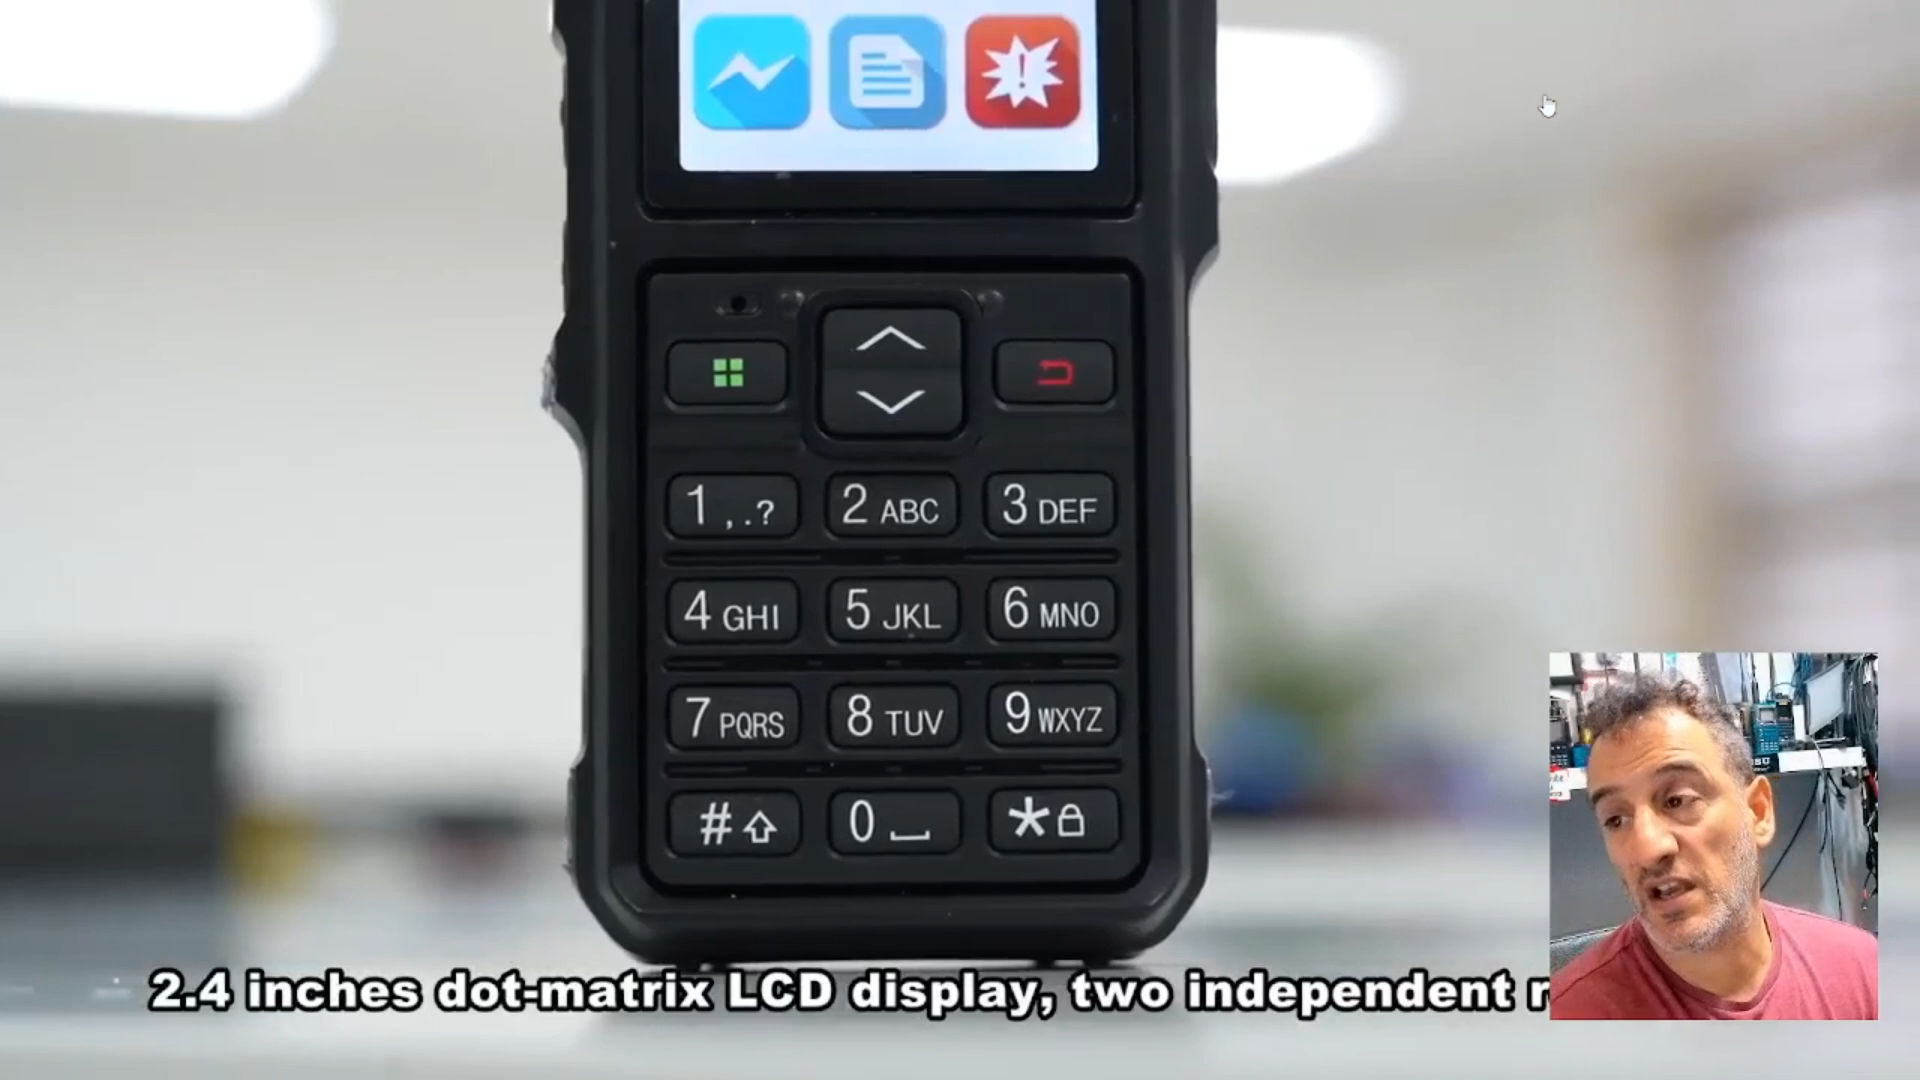 1 , . ?
2 ABC
3 DEF
4 GHI
5 JKL
6 MNO
7 PQRS
8 TUV
9 WXYZ
#
0
*
2.4 inches dot-matrix LCD display, two independent